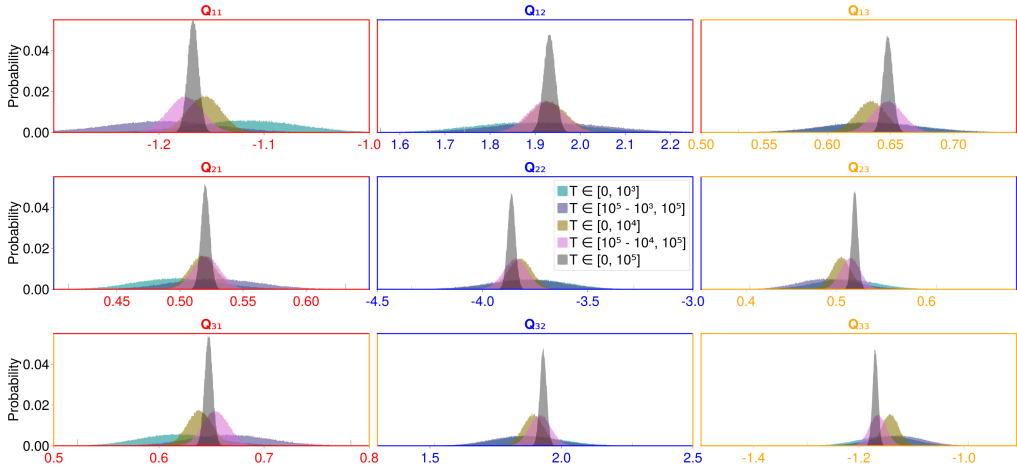 Q₁₁ Q₁₂ Q₁₃
Probability
0.04
0.02
0.00
-1.2 -1.1 -1.0
1.6 1.7 1.8 1.9 2.0 2.1 2.2
0.50 0.55 0.60 0.65 0.70
Q₂₁ Q₂₂ Q₂₃
Probability
0.04
0.02
0.00
T ∈ [0, 10³]
T ∈ [10⁵ - 10³, 10⁵]
T ∈ [0, 10⁴]
T ∈ [10⁵ - 10⁴, 10⁵]
T ∈ [0, 10⁵]
0.45 0.50 0.55 0.60
-4.5 -4.0 -3.5 -3.0
0.4 0.5 0.6
Q₃₁ Q₃₂ Q₃₃
Probability
0.04
0.02
0.00
0.5 0.6 0.7 0.8
1.5 2.0 2.5
-1.4 -1.2 -1.0